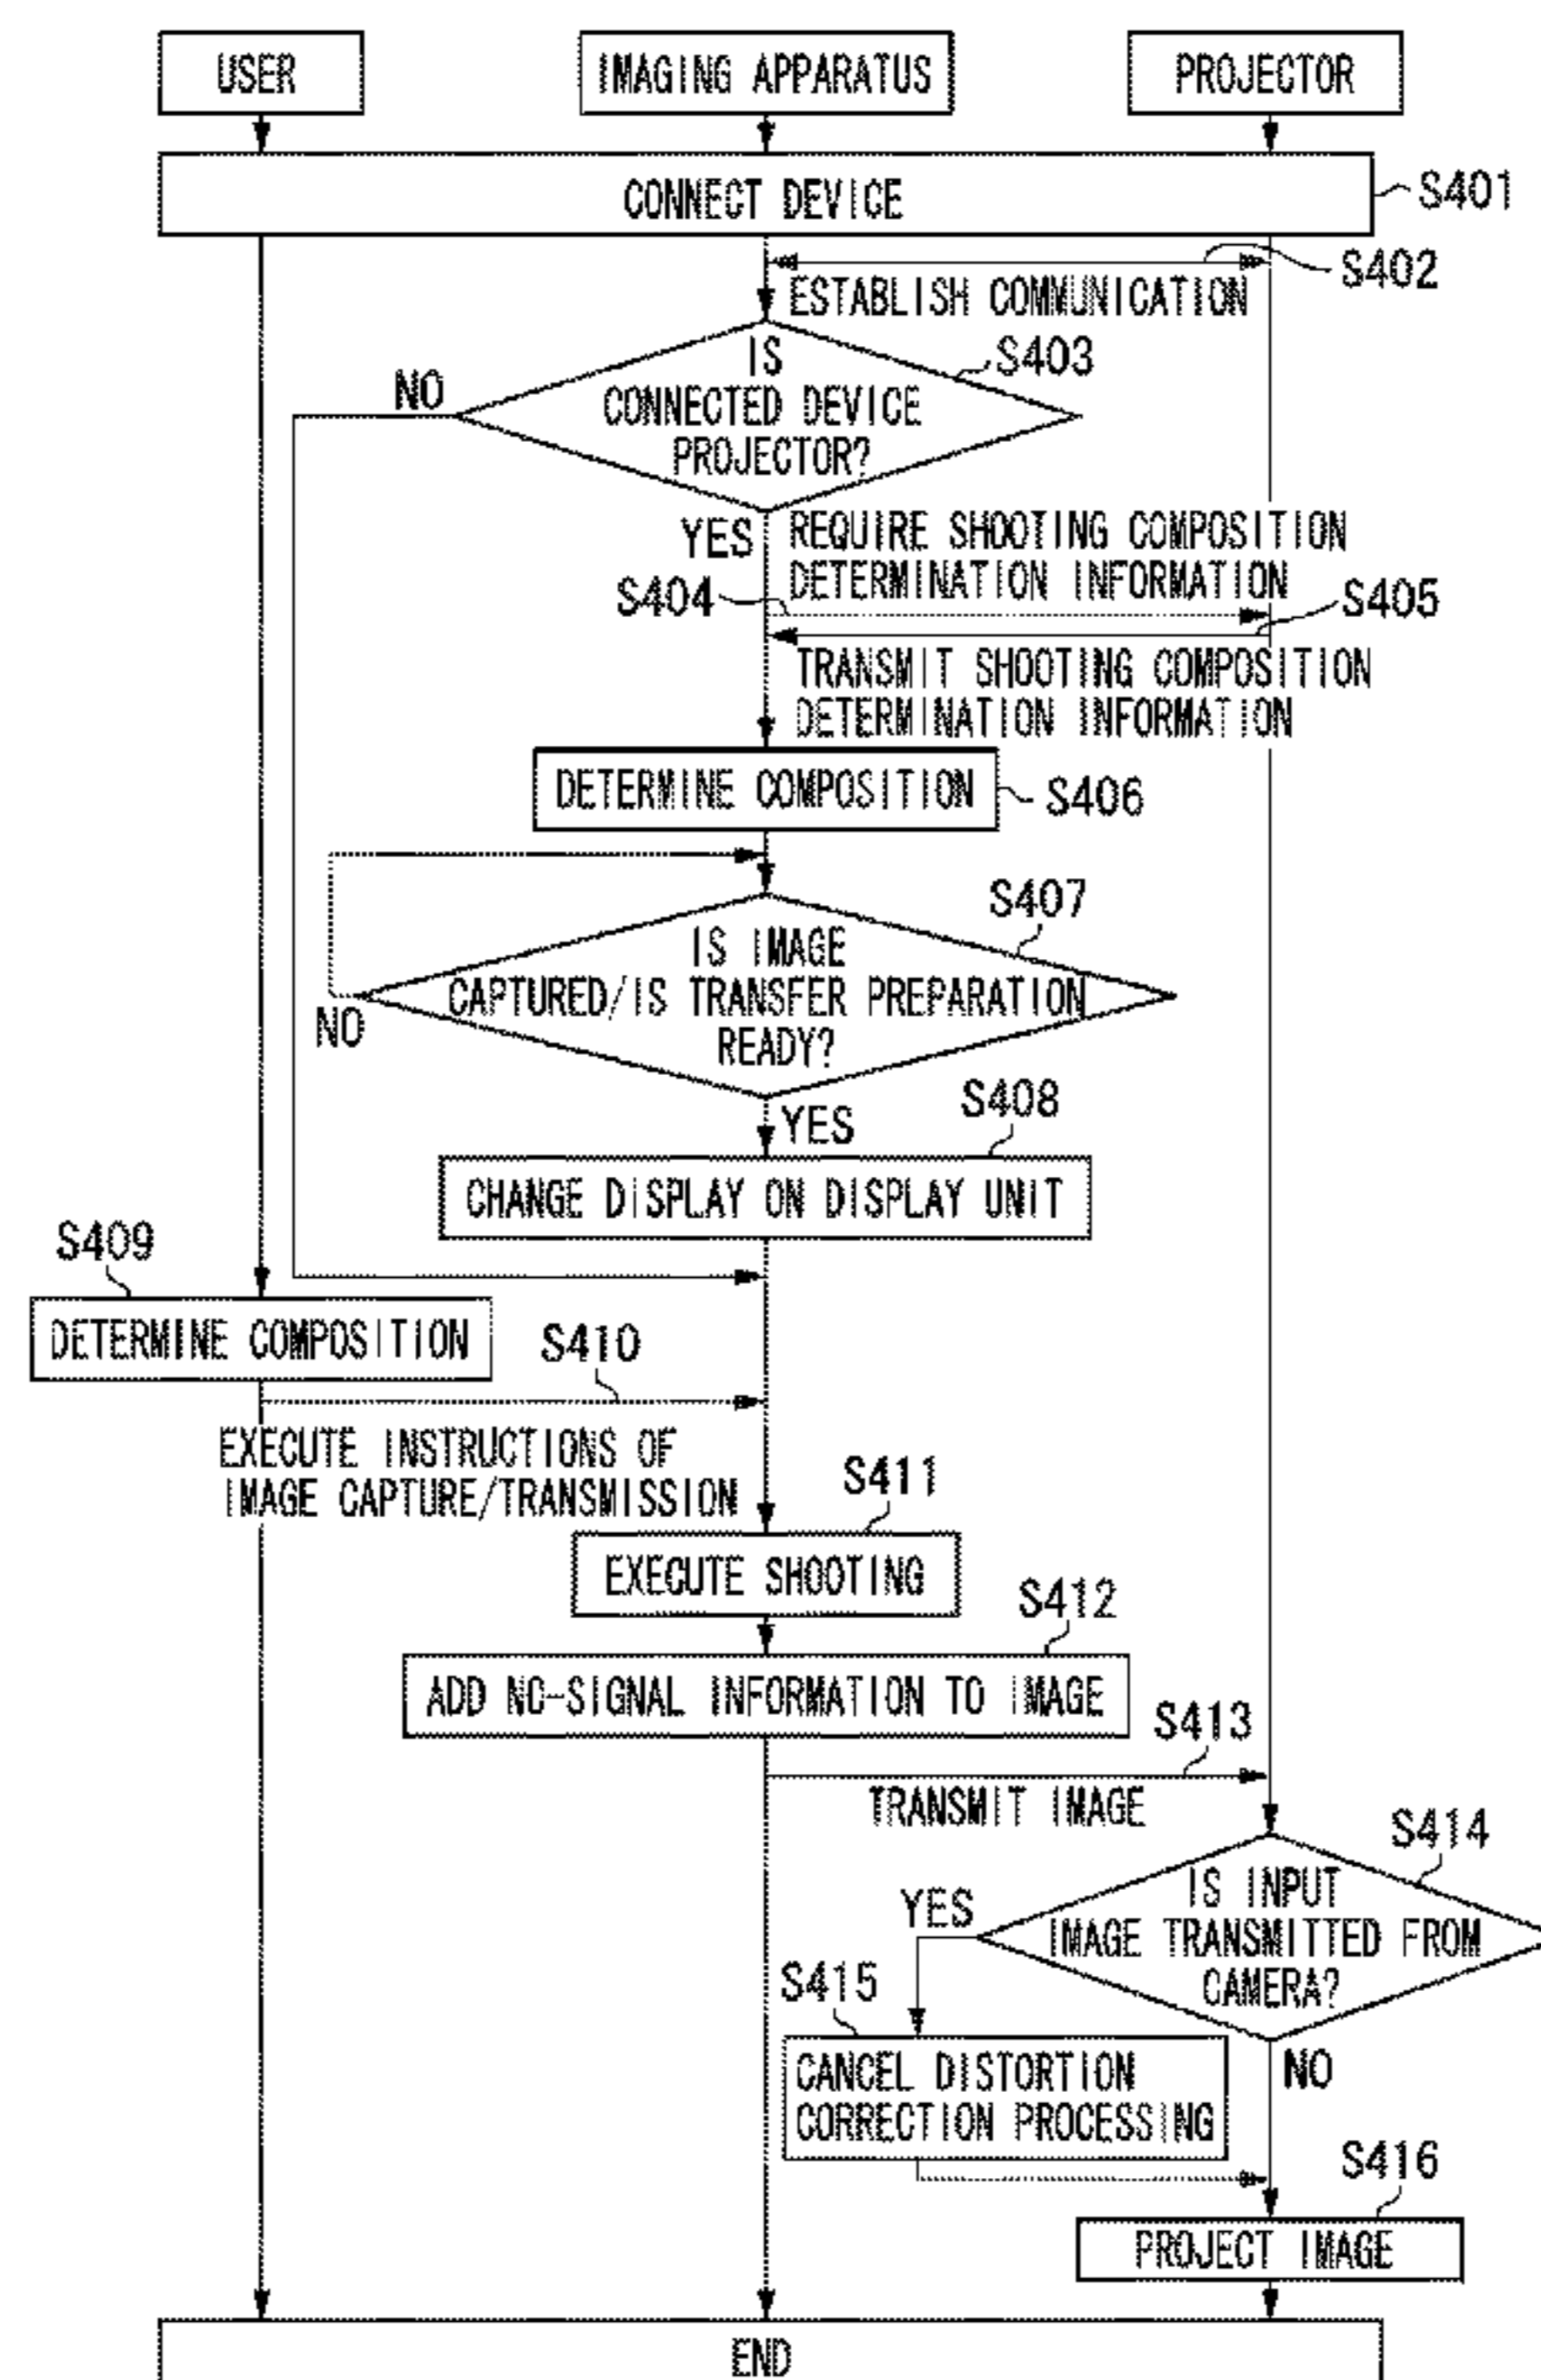 USER
IMAGING APPARATUS
PROJECTOR
CONNECT DEVICE
S401
S402
ESTABLISH COMMUNICATION
IS
CONNECTED DEVICE
PROJECTOR?
S403
NO
YES
REQUIRE SHOOTING COMPOSITION
DETERMINATION INFORMATION
S404
S405
TRANSMIT SHOOTING COMPOSITION
DETERMINATION INFORMATION
DETERMINE COMPOSITION
S406
S407
IS IMAGE
CAPTURED/IS TRANSFER PREPARATION
READY?
NO
YES
S408
CHANGE DISPLAY ON DISPLAY UNIT
S409
DETERMINE COMPOSITION
S410
EXECUTE INSTRUCTIONS OF
IMAGE CAPTURE/TRANSMISSION
S411
EXECUTE SHOOTING
S412
ADD NO-SIGNAL INFORMATION TO IMAGE
S413
TRANSMIT IMAGE
S414
IS INPUT
IMAGE TRANSMITTED FROM
CAMERA?
YES
NO
S415
CANCEL DISTORTION
CORRECTION PROCESSING
S416
PROJECT IMAGE
END